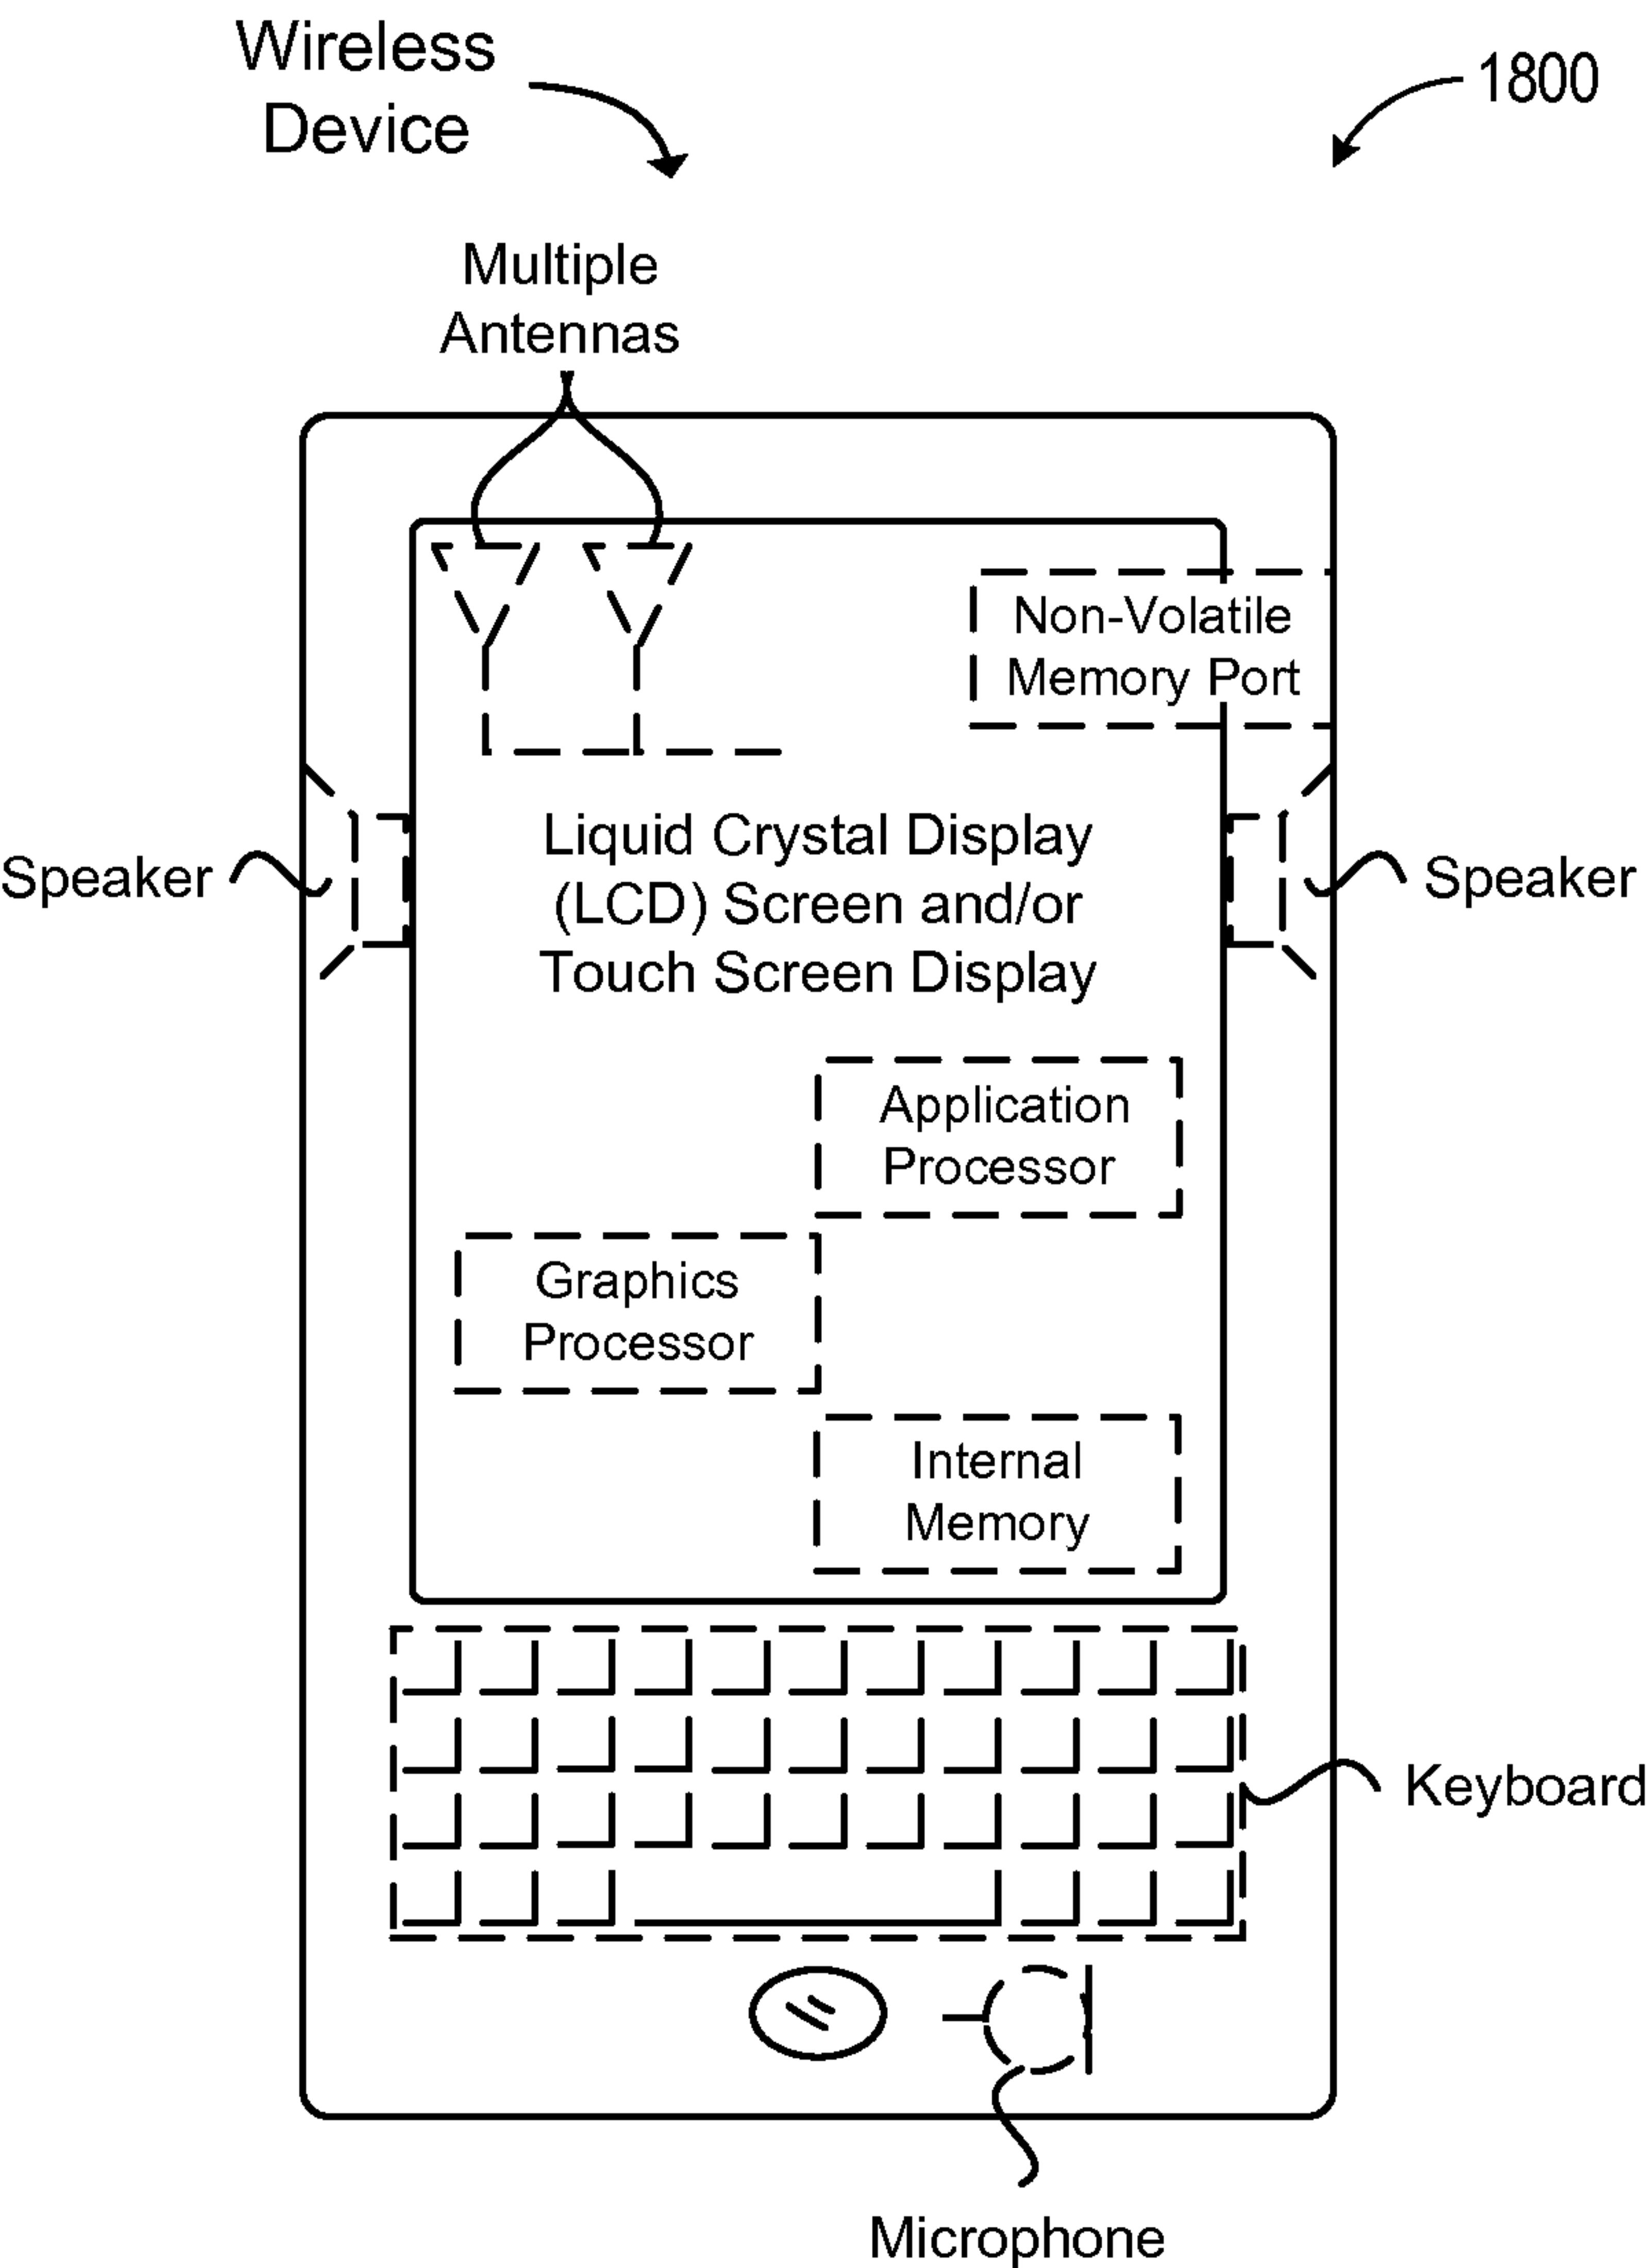 Wireless
Device
1800
Multiple
Antennas
Non-Volatile
Memory Port
Liquid Crystal Display
(LCD) Screen and/or
Touch Screen Display
Speaker
Speaker
Application
Processor
Graphics
Processor
Internal
Memory
Keyboard
Microphone